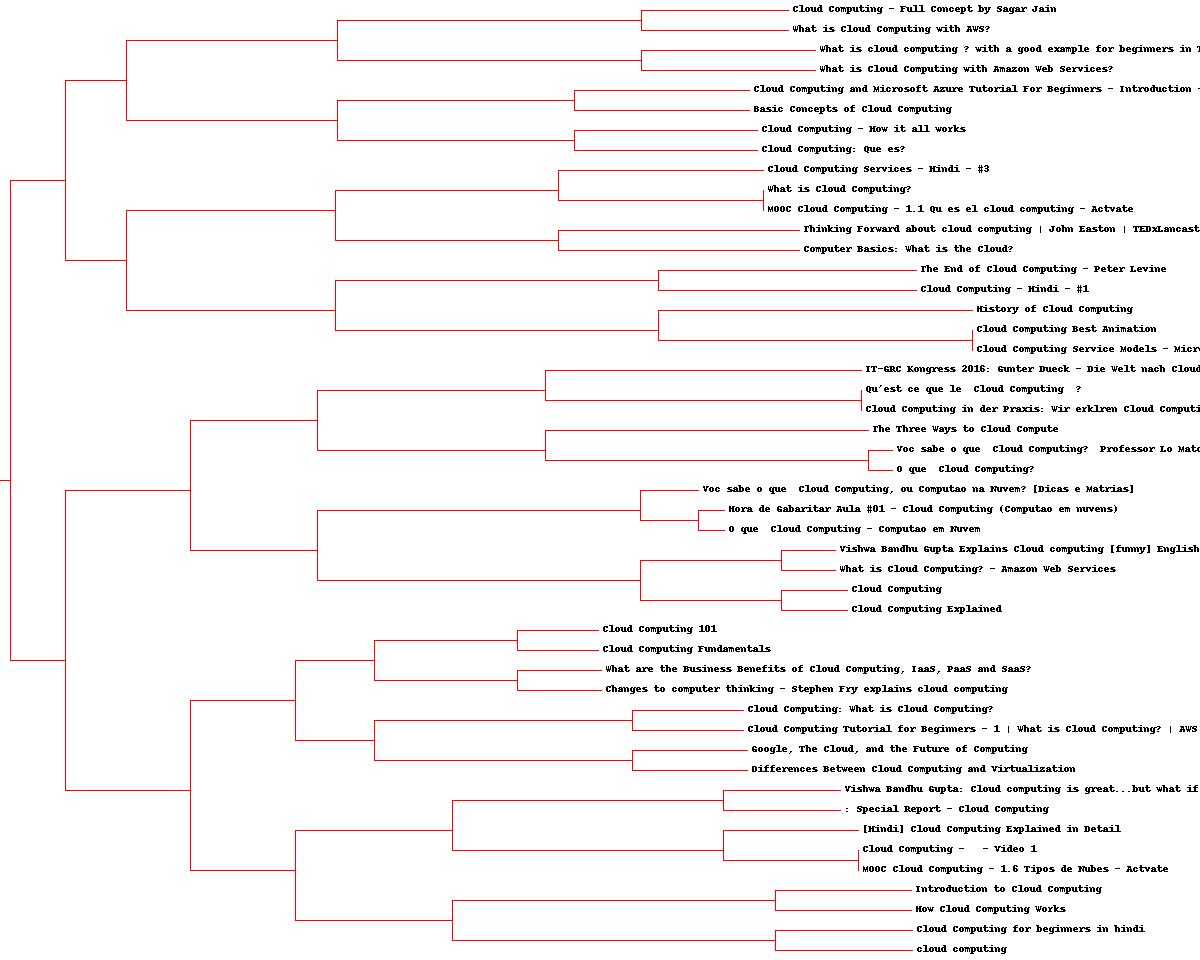 Cloud Computing - Full Concept by Sagar Jain
What is Cloud Computing with AWS?
What is cloud computing ? with a good example for beginners in
What is Cloud Computing with Amazon Web Services?
Cloud Computing and Microsoft Azure Tutorial For Beginners - Introduction -
Basic Concepts of Cloud Computing
Cloud Computing - How it all works
Cloud Computing: Que es?
Cloud Computing Services - Hindi - #3
What is Cloud Computing?
MOOC Cloud Computing - 1.1 Qu es el cloud computing - Actvate
Thinking Forward about cloud computing | John Easton | TEDxLancast
Computer Basics: What is the Cloud?
The End of Cloud Computing - Peter Levine
Cloud Computing - Hindi - #1
History of Cloud Computing
Cloud Computing Best Animation
Cloud Computing Service Models - Micr
IT-GRC Kongress 2016: Gunter Dueck - Die Welt nach Cloud
Qu'est ce que le  Cloud Computing  ?
Cloud Computing in der Praxis: Wir erklren Cloud Computi
The Three Ways to Cloud Compute
Voc sabe o que  Cloud Computing?  Professor Lo Mato
O que  Cloud Computing?
Voc sabe o que  Cloud Computing, ou Computao na Nuvem? [Dicas e Matrias]
Hora de Gabaritar Aula #01 - Cloud Computing (Computao em nuvens)
O que  Cloud Computing - Computao em Nuvem
Vishwa Bandhu Gupta Explains Cloud computing [funny] English
What is Cloud Computing? - Amazon Web Services
Cloud Computing
Cloud Computing Explained
Cloud Computing 101
Cloud Computing Fundamentals
What are the Business Benefits of Cloud Computing, IaaS, PaaS and SaaS?
Changes to computer thinking - Stephen Fry explains cloud computing
Cloud Computing: What is Cloud Computing?
Cloud Computing Tutorial for Beginners - 1 | What is Cloud Computing? | AWS
Google, The Cloud, and the Future of Computing
Differences Between Cloud Computing and Virtualization
Vishwa Bandhu Gupta: Cloud computing is great...but what if
: Special Report - Cloud Computing
[Hindi] Cloud Computing Explained in Detail
Cloud Computing -   - Video 1
MOOC Cloud Computing - 1.6 Tipos de Nubes - Actvate
Introduction to Cloud Computing
How Cloud Computing Works
Cloud Computing for beginners in hindi
cloud computing